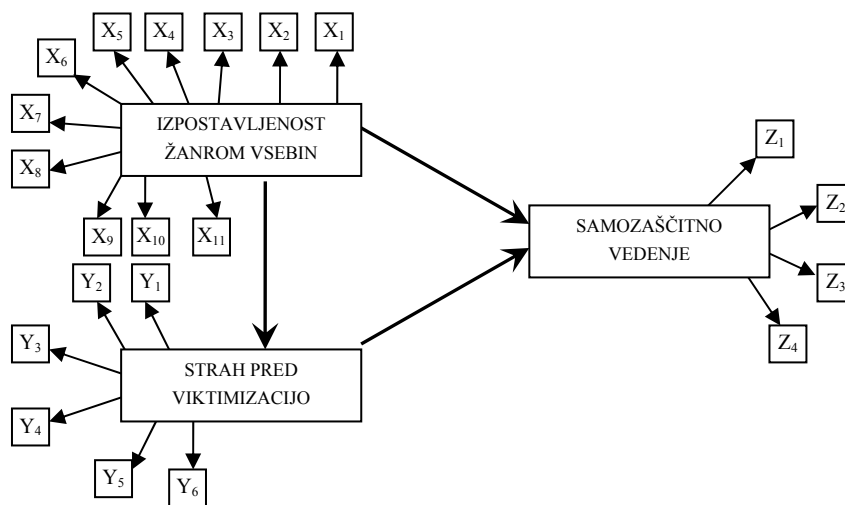 X₅
X₄
X₃
X₂
X₁
X₆
X₇
X₈
IZPOSTAVLJENOST
ŽANROM VSEBIN
X₉
X₁₀
X₁₁
Z₁
Z₂
SAMOZAŠČITNO
VEDENJE
Z₃
Z₄
Y₂
Y₁
Y₃
STRAH PRED
VIKTIMIZACIJO
Y₄
Y₅
Y₆